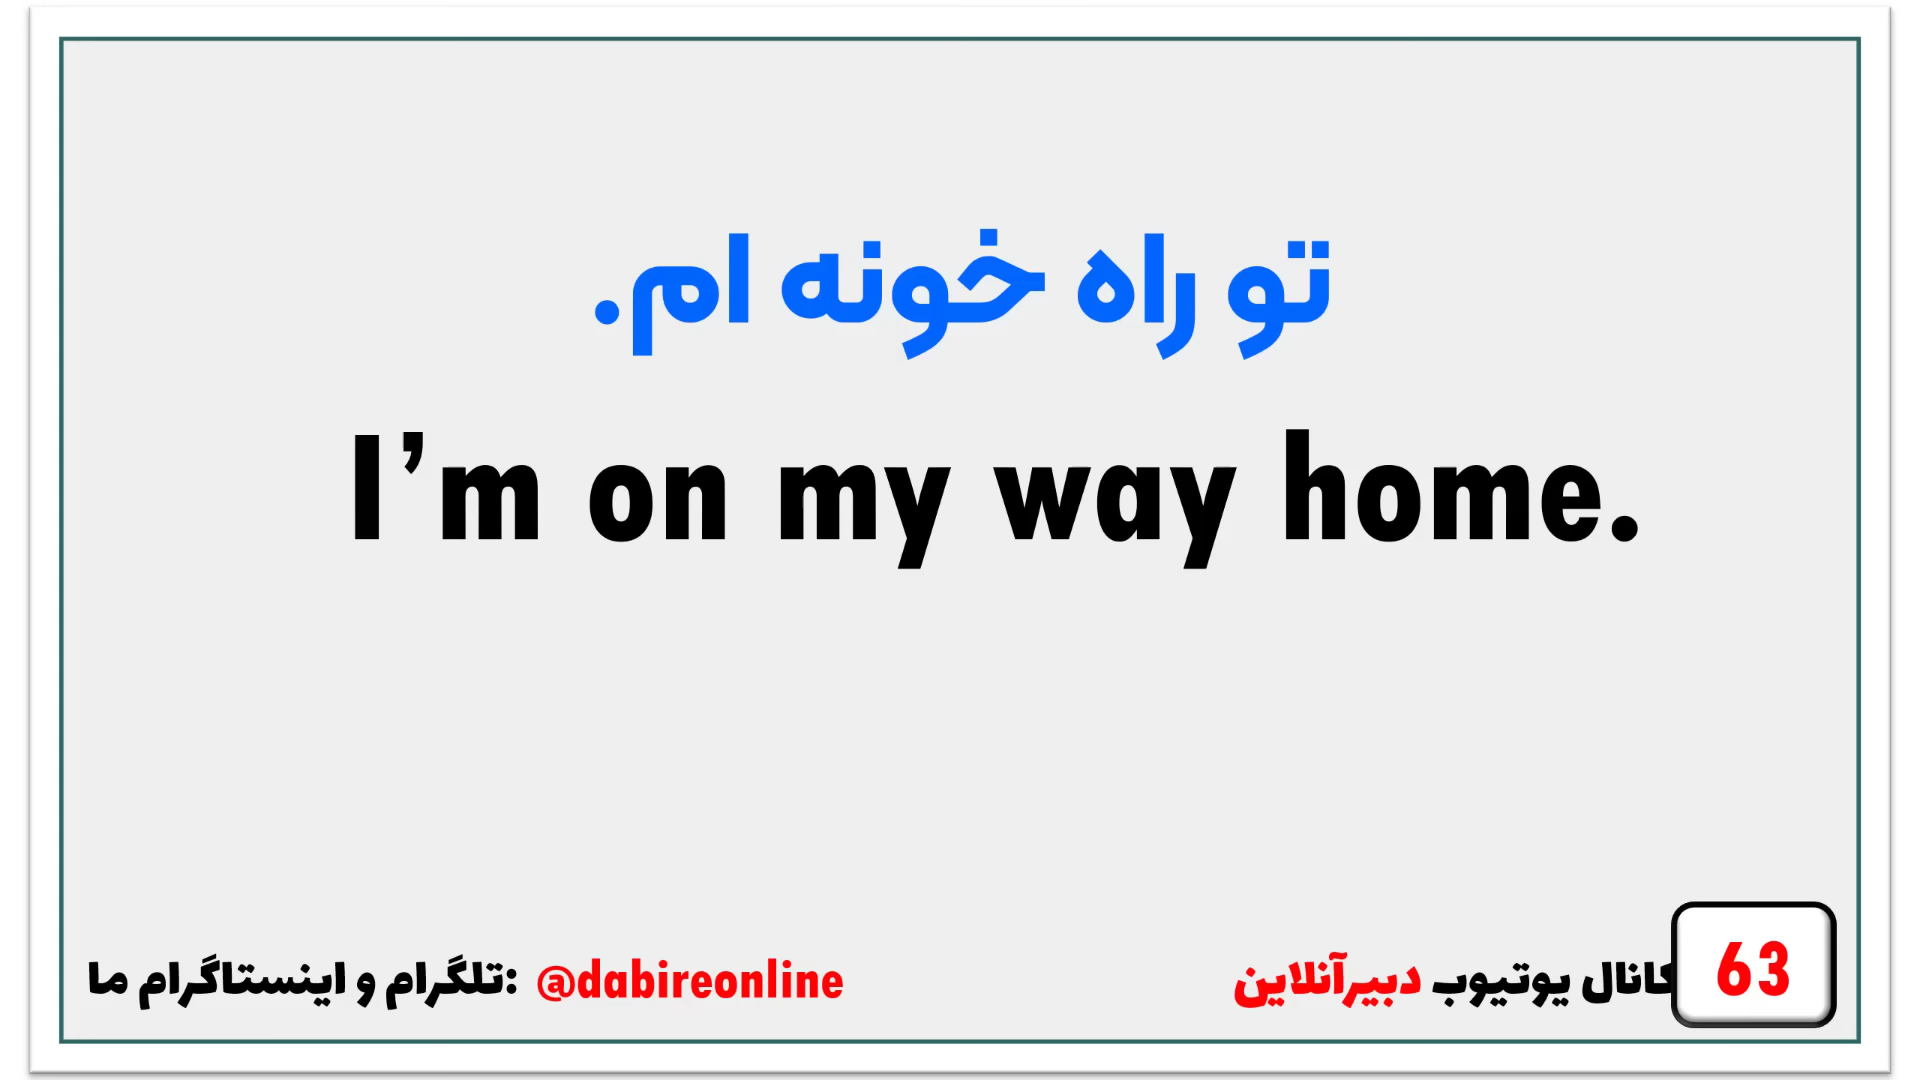 تو راه خونه ام.
I’m on my way home.
تلگرام و اینستاگرام ما: @dabireonline
کانال یوتیوب دبیرآنلاین
63